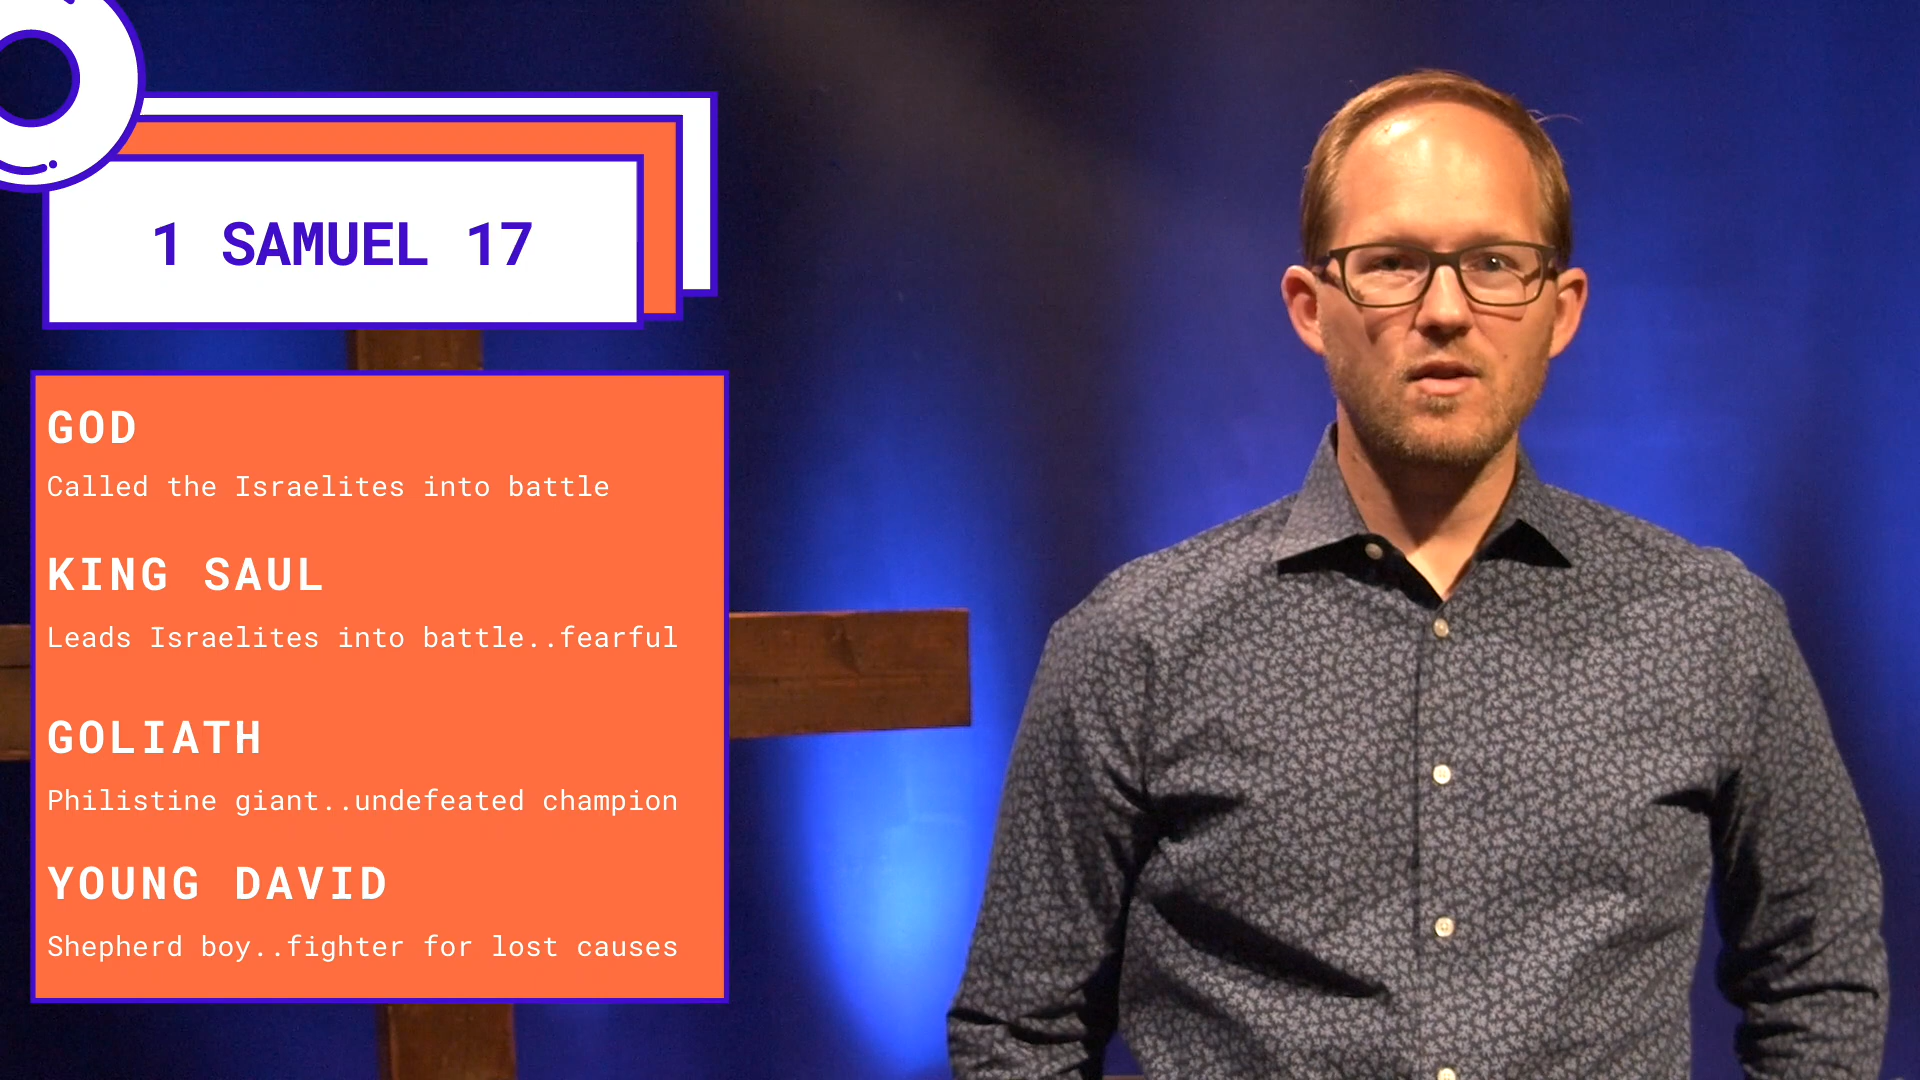 1 SAMUEL 17
GOD
Called the Israelites into battle
KING SAUL
Leads Israelites into battle..fearful
GOLIATH
Philistine giant..undefeated champion
YOUNG DAVID
Shepherd boy..fighter for lost causes